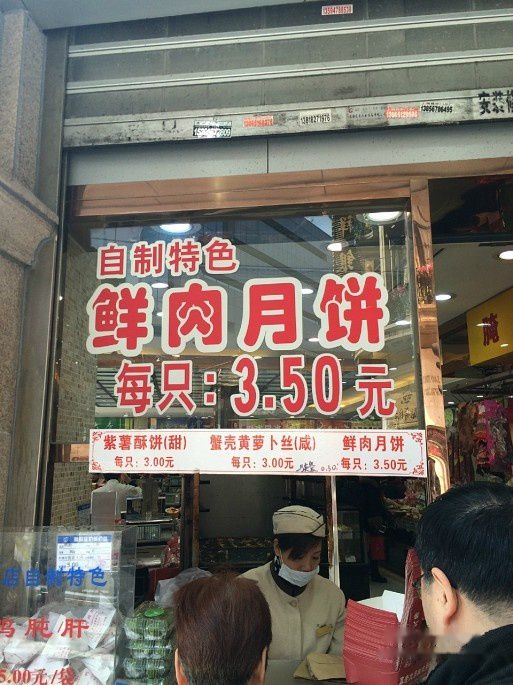 自制特色
鲜肉月饼
每只：3.50元
紫薯酥饼(甜) 蟹壳黄萝卜丝(咸) 鲜肉月饼
每只：3.00元 每只：3.00元 每只：3.50元
店自制特色
鸡肫肝
5.00元/袋